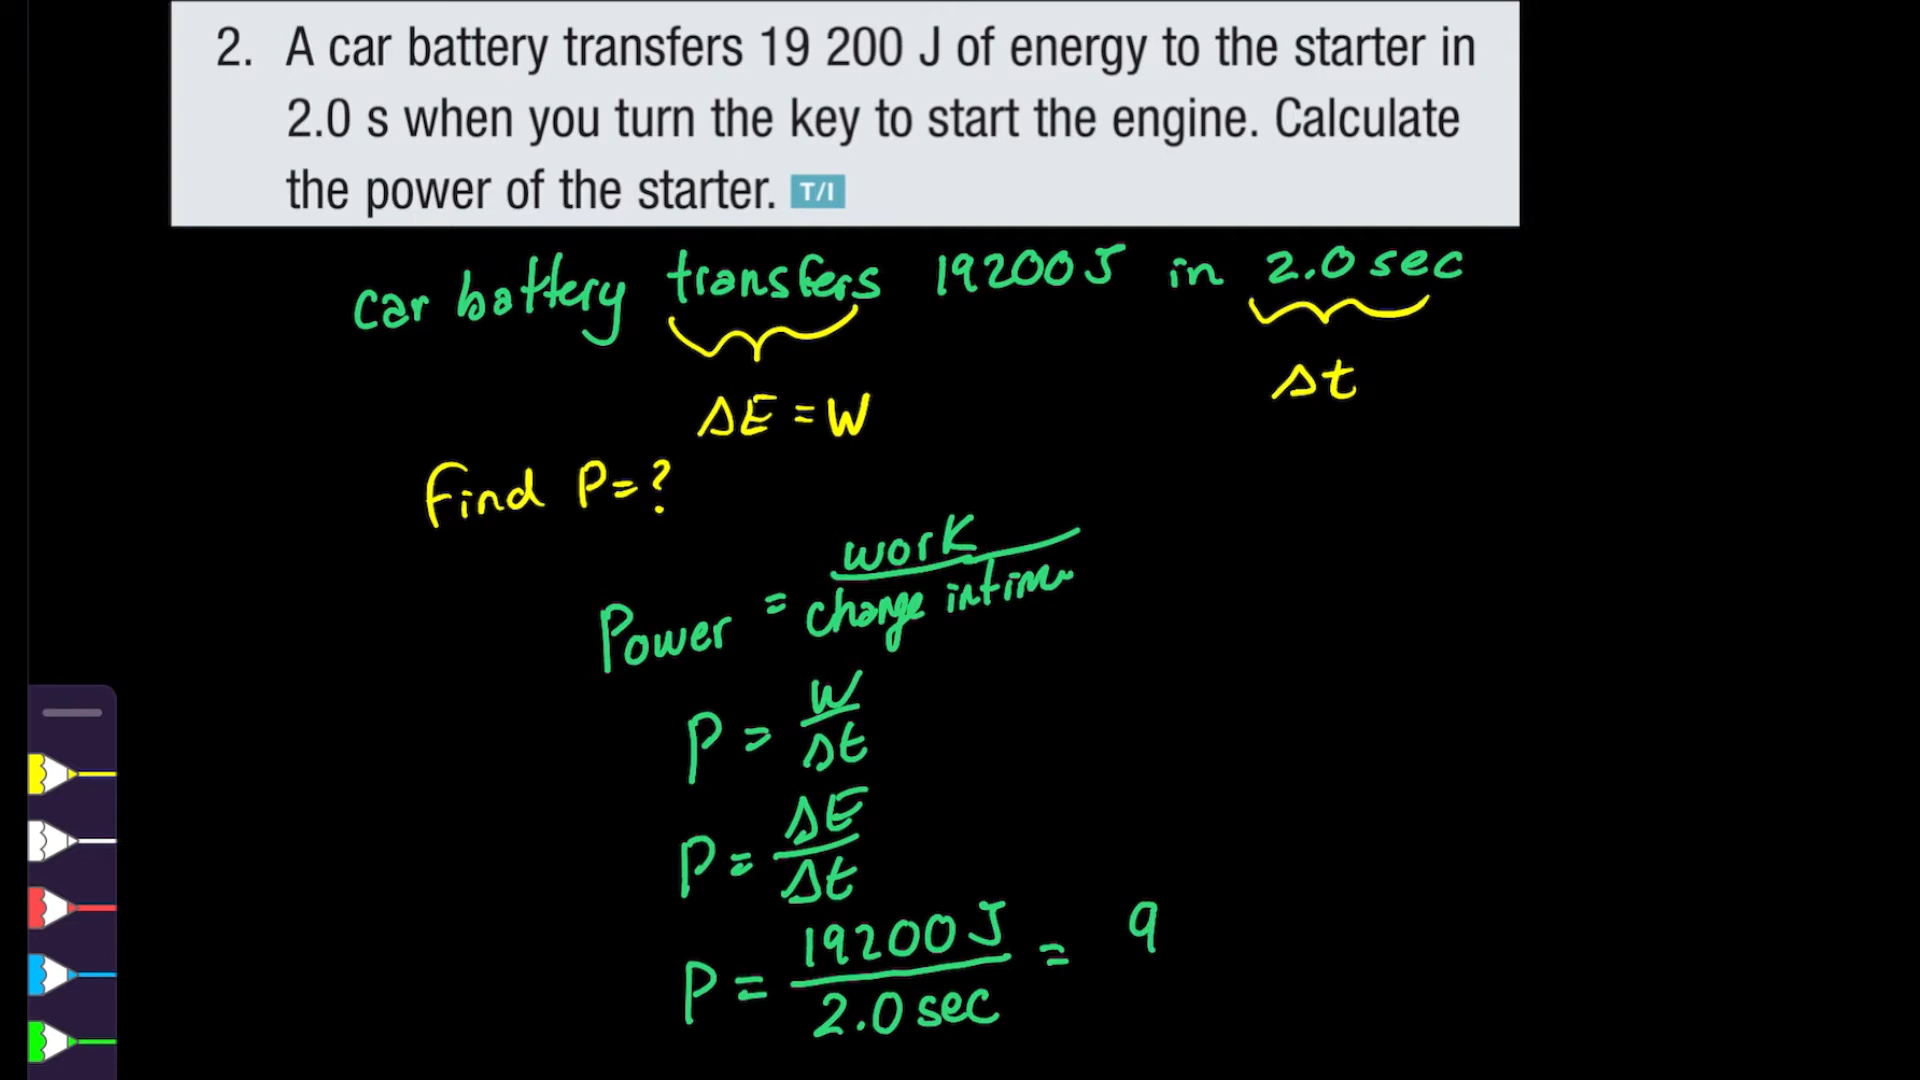 2. A car battery transfers 19 200 J of energy to the starter in
2.0 s when you turn the key to start the engine. Calculate
the power of the starter. T/I
car battery transfers 19200J in 2.0 sec
ΔE = W
Δt
Find P=?
Power = work / change in time
P = W / Δt
P = ΔE / Δt
P = 19200 J / 2.0 sec = 9